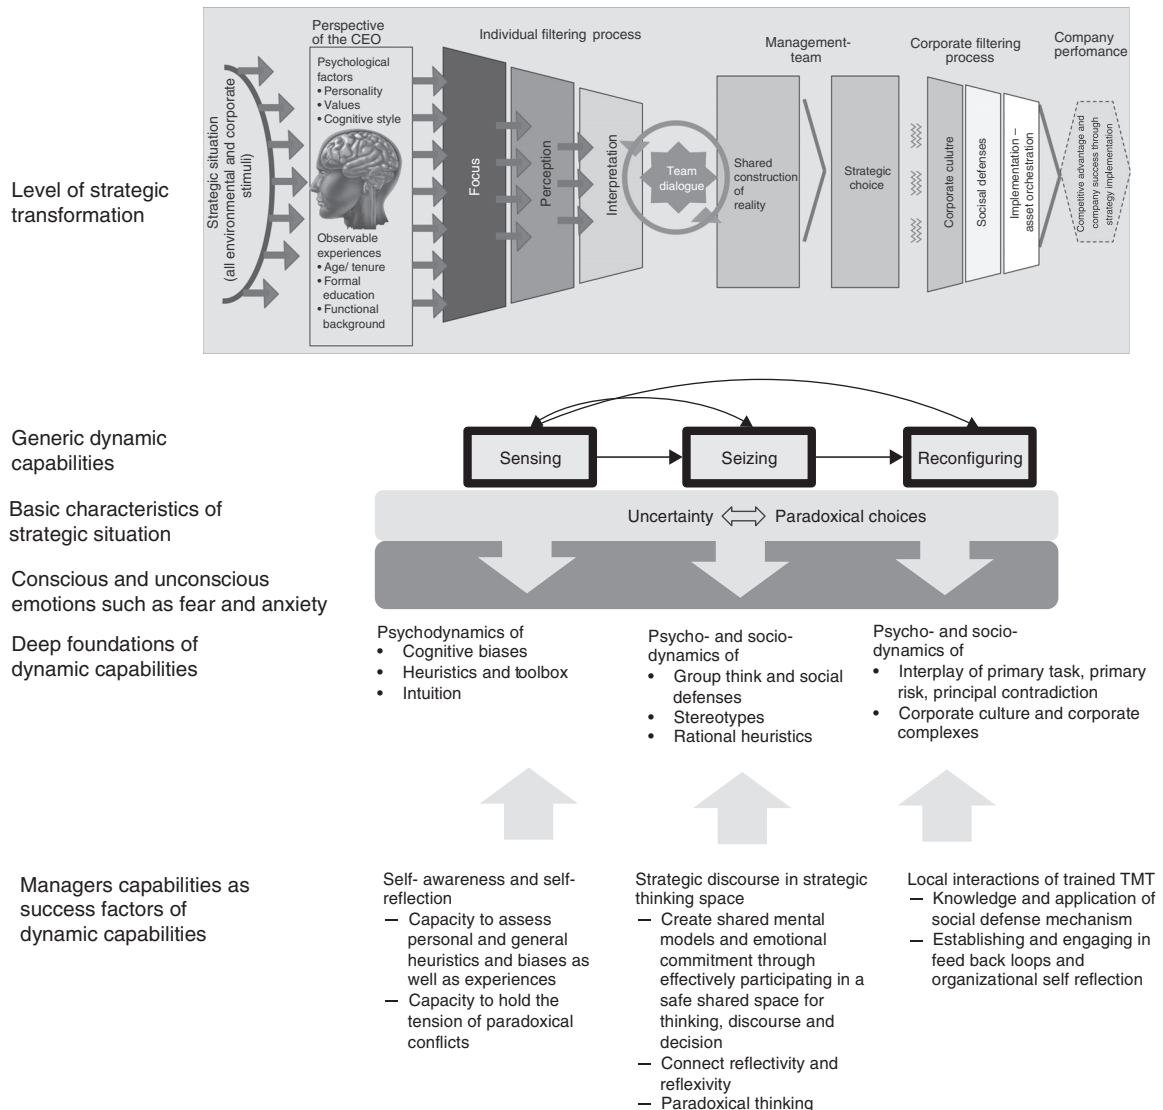 Perspective
of the CEO
Individual filtering process
Management-
team
Corporate filtering
process
Company
perfomance
Level of strategic
transformation
Strategic situation
(all environmental and corporate
stimuli)
Psychological
factors
• Personality
• Values
• Cognitive style
Observable
experiences
• Age/ tenure
• Formal
education
• Functional
background
Focus
Perception
Interpretation
Team
dialogue
Shared
construction
of
reality
Strategic
choice
Corporate culutre
Socisal defenses
Implementation –
asset orchestration
Competitive advantage and
company success through
strategy implementation
Generic dynamic
capabilities
Sensing
Seizing
Reconfiguring
Basic characteristics of
strategic situation
Uncertainty
Paradoxical choices
Conscious and unconscious
emotions such as fear and anxiety
Deep foundations of
dynamic capabilities
Psychodynamics of
• Cognitive biases
• Heuristics and toolbox
• Intuition
Psycho- and socio-
dynamics of
• Group think and social
defenses
• Stereotypes
• Rational heuristics
Psycho- and socio-
dynamics of
• Interplay of primary task, primary
risk, principal contradiction
• Corporate culture and corporate
complexes
Managers capabilities as
success factors of
dynamic capabilities
Self- awareness and self-
reflection
— Capacity to assess
personal and general
heuristics and biases as
well as experiences
— Capacity to hold the
tension of paradoxical
conflicts
Strategic discourse in strategic
thinking space
— Create shared mental
models and emotional
commitment through
effectively participating in a
safe shared space for
thinking, discourse and
decision
— Connect reflectivity and
reflexivity
— Paradoxical thinking
Local interactions of trained TMT
— Knowledge and application of
social defense mechanism
— Establishing and engaging in
feed back loops and
organizational self reflection